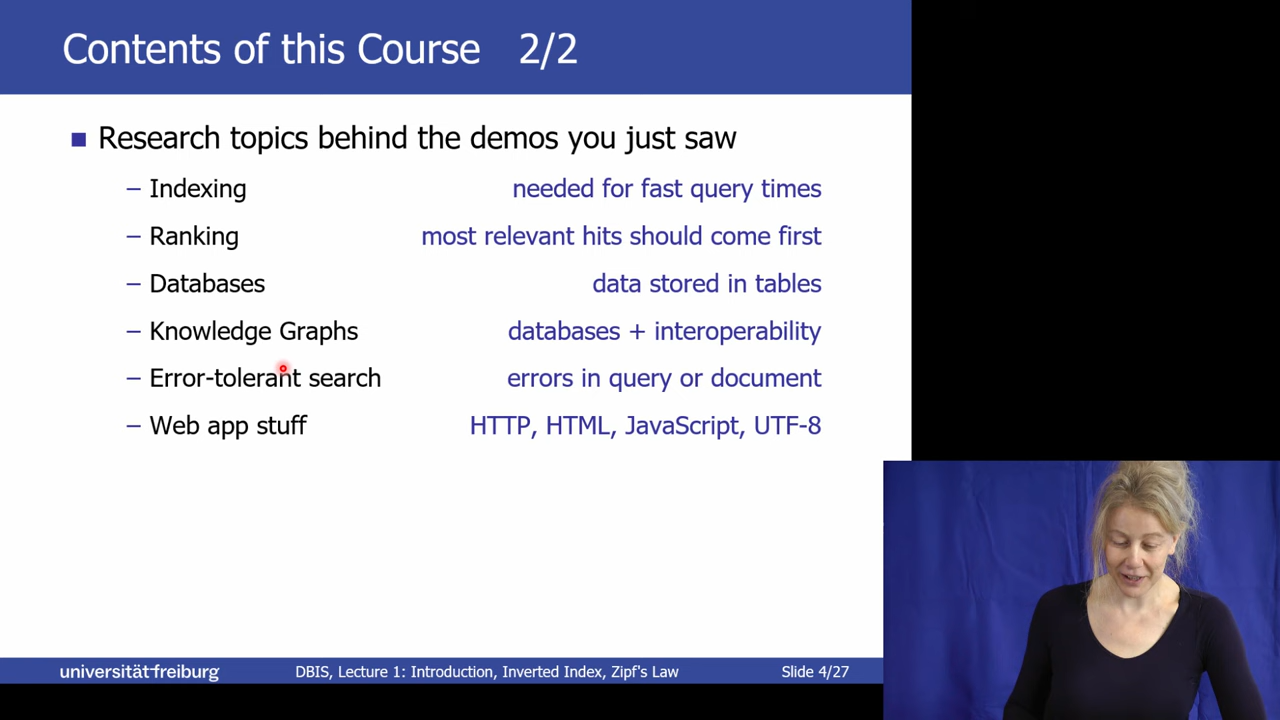 Contents of this Course 2/2
Research topics behind the demos you just saw
– Indexing needed for fast query times
– Ranking most relevant hits should come first
– Databases data stored in tables
– Knowledge Graphs databases + interoperability
– Error-tolerant search errors in query or document
– Web app stuff HTTP, HTML, JavaScript, UTF-8
universität freiburg DBIS, Lecture 1: Introduction, Inverted Index, Zipf's Law Slide 4/27